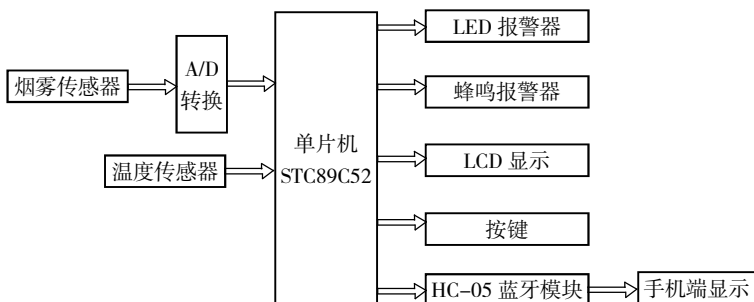 LED 报警器
A/D
转换
烟雾传感器
蜂鸣报警器
单片机
STC89C52
LCD 显示
温度传感器
按键
HC-05 蓝牙模块
手机端显示